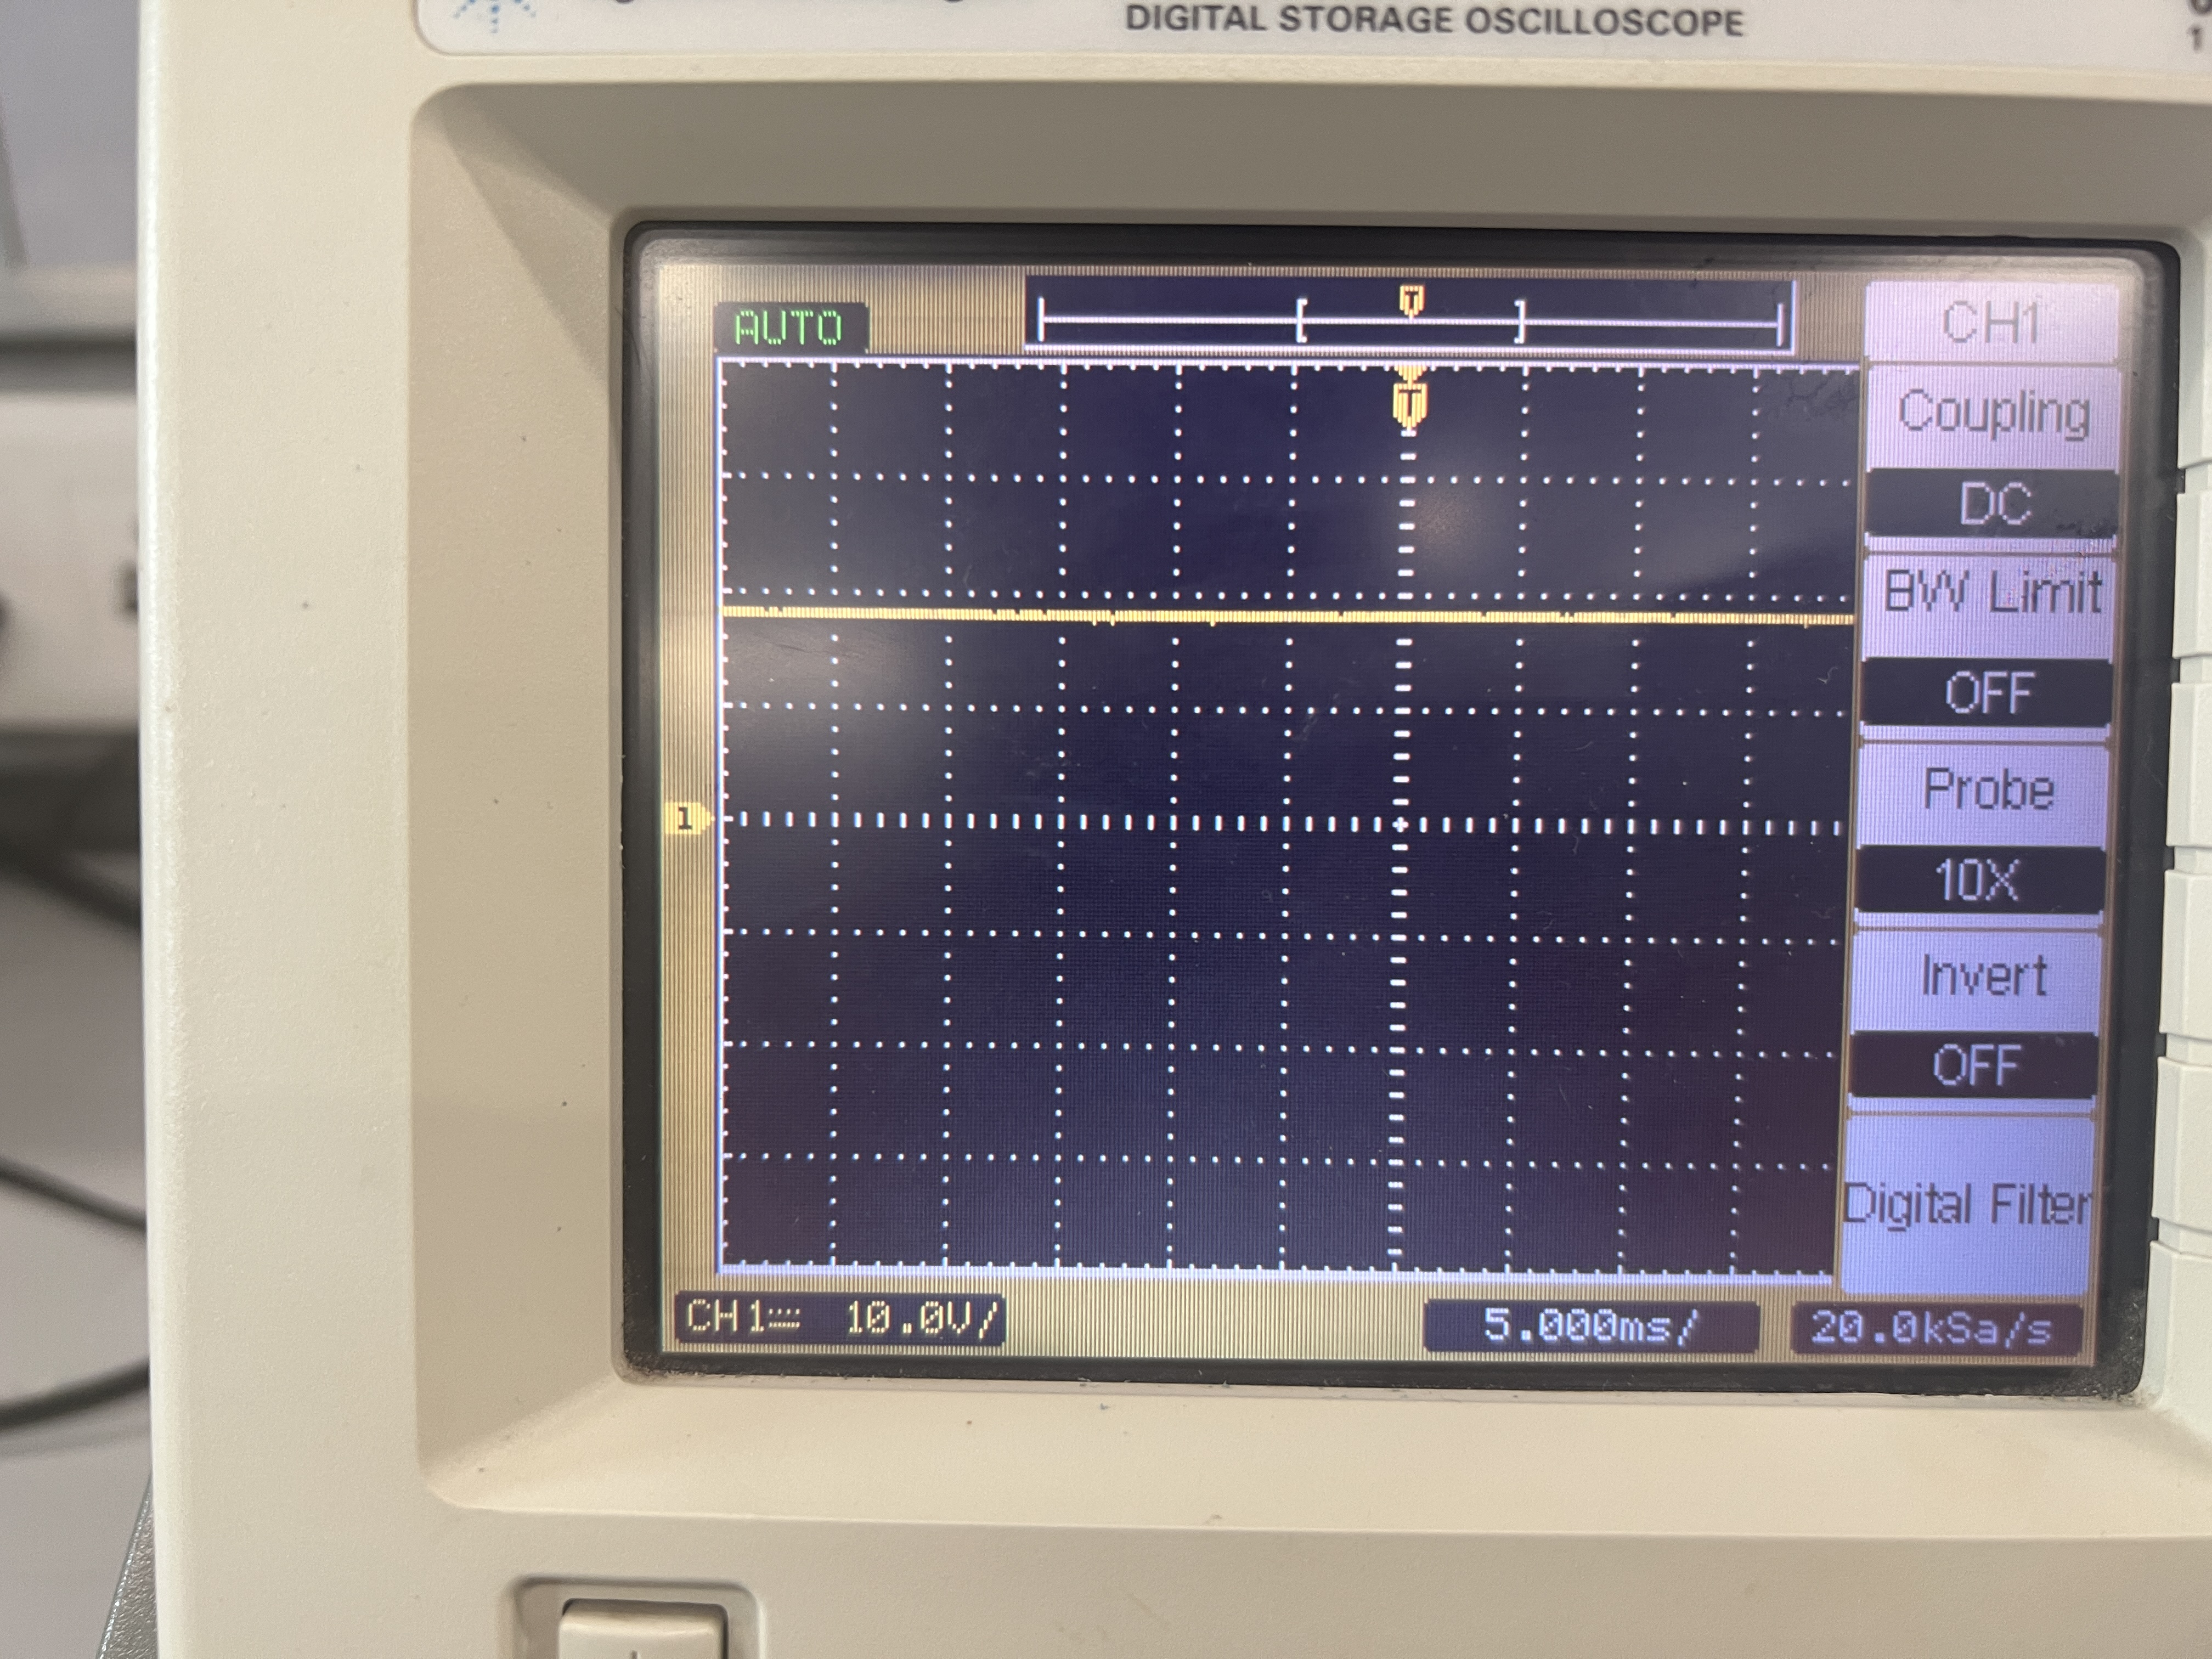 DIGITAL STORAGE OSCILLOSCOPE
AUTO
T
T
CH1
Coupling
DC
BW Limit
OFF
Probe
10X
Invert
OFF
Digital Filter
1
CH1 10.0V/
5.000ms/
20.0kSa/s